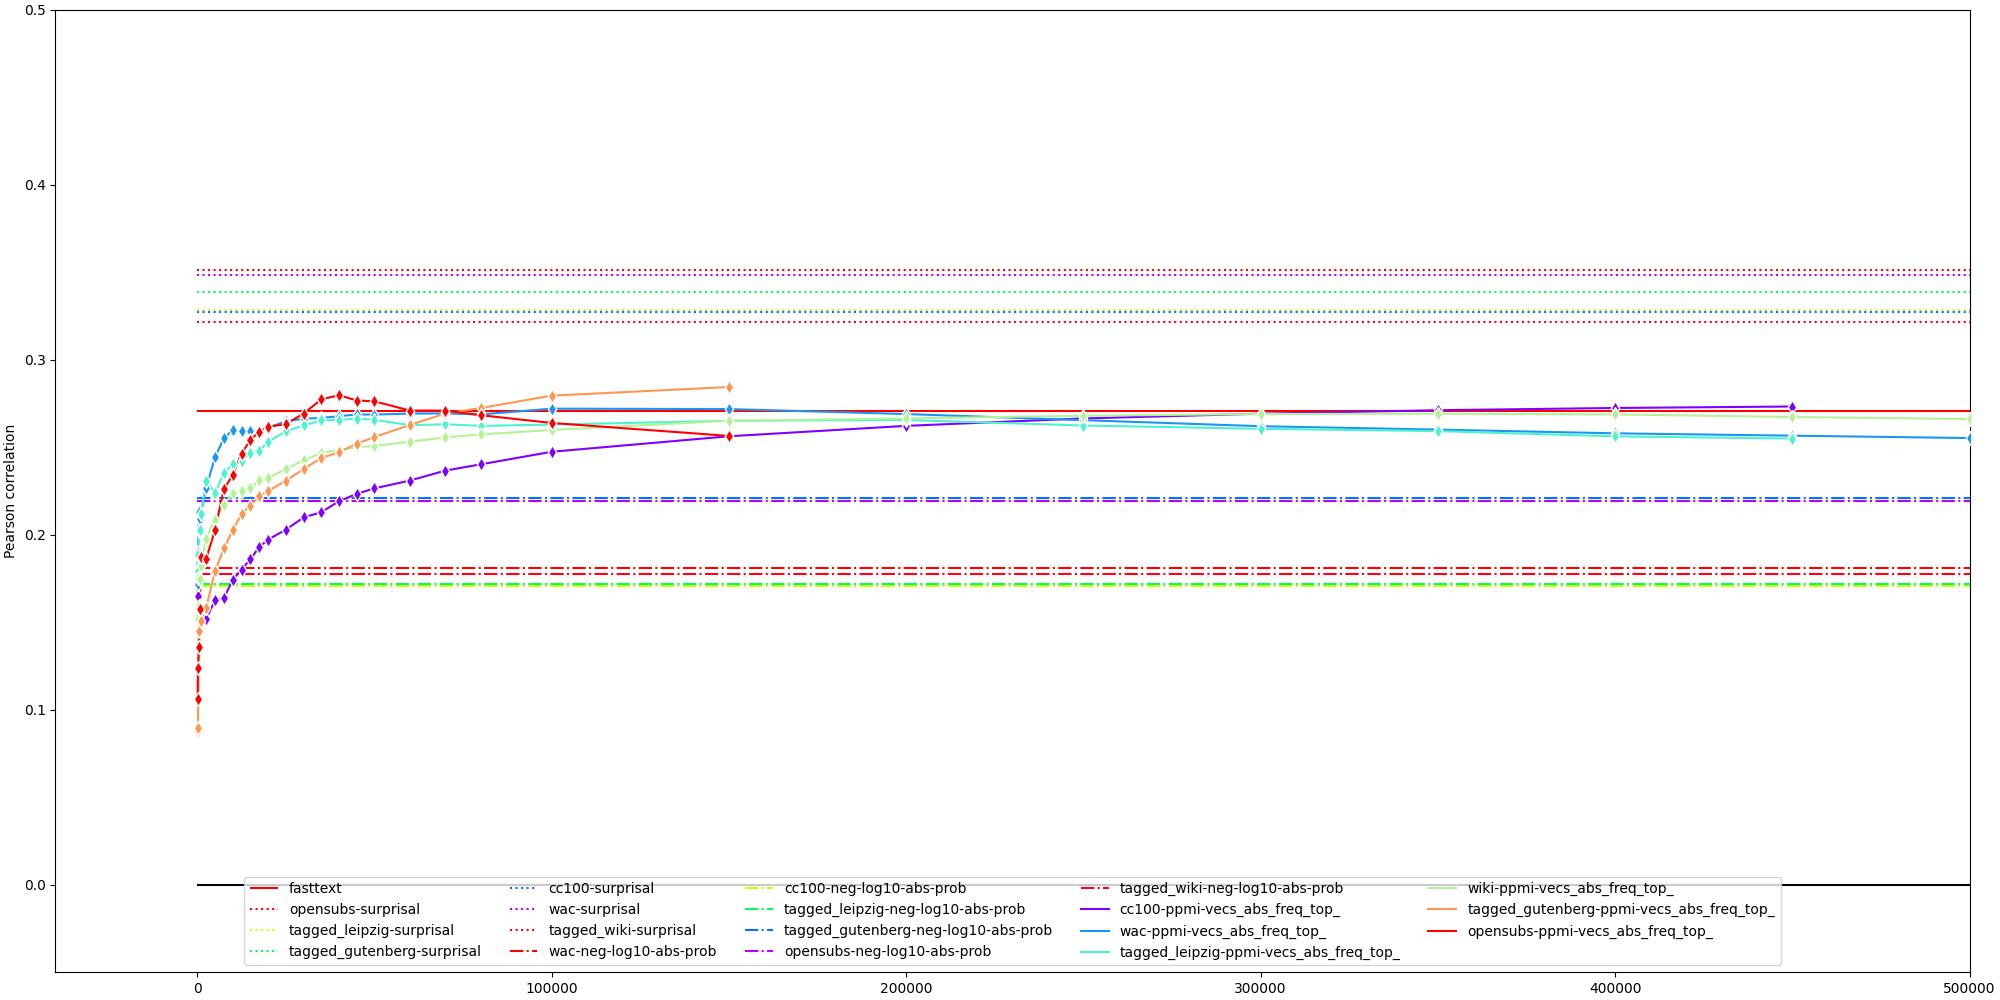 0.5
0.4
0.3
0.2
0.1
0.0
Pearson correlation
fasttext
opensubs-surprisal
tagged_leipzig-surprisal
tagged_gutenberg-surprisal
cc100-surprisal
wac-surprisal
tagged_wiki-surprisal
wac-neg-log10-abs-prob
cc100-neg-log10-abs-prob
tagged_leipzig-neg-log10-abs-prob
tagged_gutenberg-neg-log10-abs-prob
opensubs-neg-log10-abs-prob
tagged_wiki-neg-log10-abs-prob
cc100-ppmi-vecs_abs_freq_top_
wac-ppmi-vecs_abs_freq_top_
tagged_leipzig-ppmi-vecs_abs_freq_top_
wiki-ppmi-vecs_abs_freq_top_
tagged_gutenberg-ppmi-vecs_abs_freq_top_
opensubs-ppmi-vecs_abs_freq_top_
0 100000 200000 300000 400000 500000